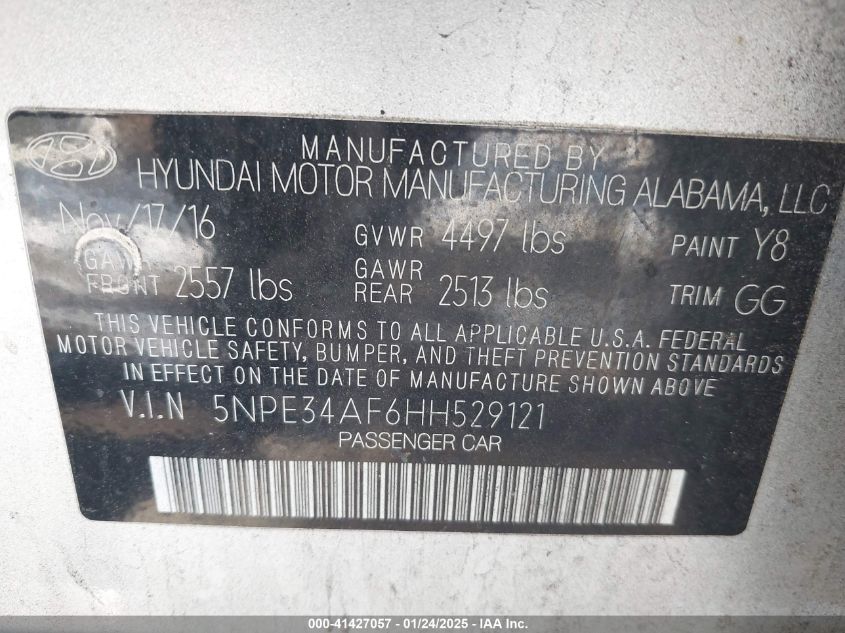 MANUFACTURED BY
HYUNDAI MOTOR MANUFACTURING ALABAMA, LLC
Nov/17/16 GVWR 4497 lbs PAINT Y8
GAWR FRONT 2557 lbs GAWR REAR 2513 lbs TRIM GG
THIS VEHICLE CONFORMS TO ALL APPLICABLE U.S.A. FEDERAL
MOTOR VEHICLE SAFETY, BUMPER, AND THEFT PREVENTION STANDARDS
IN EFFECT ON THE DATE OF MANUFACTURE SHOWN ABOVE
V.I.N 5NPE34AF6HH529121
PASSENGER CAR
000-41427057 - 01/24/2025 - IAA Inc.